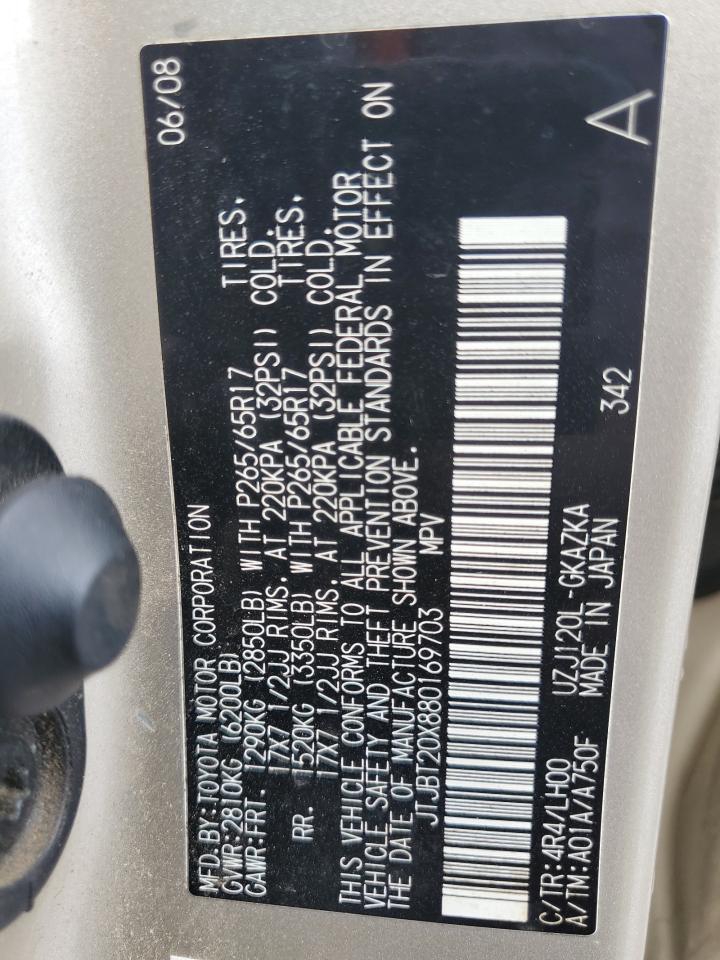 MFD.BY:TOYOTA MOTOR CORPORATION 06/08
GVWR:2810KG (6200LB)
GAWR:FRT. 1290KG (2850LB) WITH P265/65R17 TIRES.
17X7 1/2JJ RIMS. AT 220KPA (32PSI) COLD.
RR. 1520KG (3350LB) WITH P265/65R17 TIRES.
17X7 1/2JJ RIMS. AT 220KPA (32PSI) COLD.
THIS VEHICLE CONFORMS TO ALL APPLICABLE FEDERAL MOTOR
VEHICLE SAFETY AND THEFT PREVENTION STANDARDS IN EFFECT ON
THE DATE OF MANUFACTURE SHOWN ABOVE.
JTJBT20X880169703 MPV
C/TR:4R4/LH00 UZJ120L-GKAZKA
A/TM:A01A/A750F MADE IN JAPAN 342 A